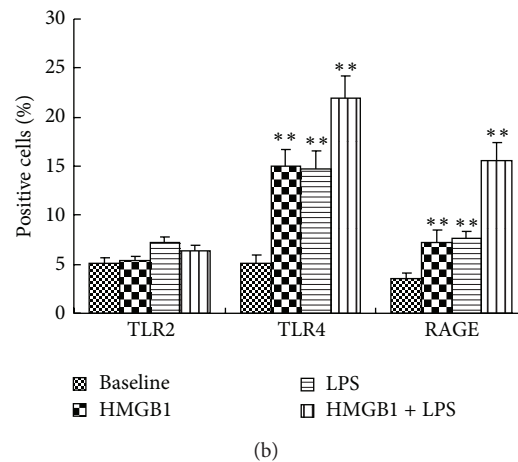 30
25
20
15
10
5
0
Positive cells (%)
**
**
**
**
**
**
TLR2 TLR4 RAGE
Baseline LPS
HMGB1 HMGB1 + LPS
(b)